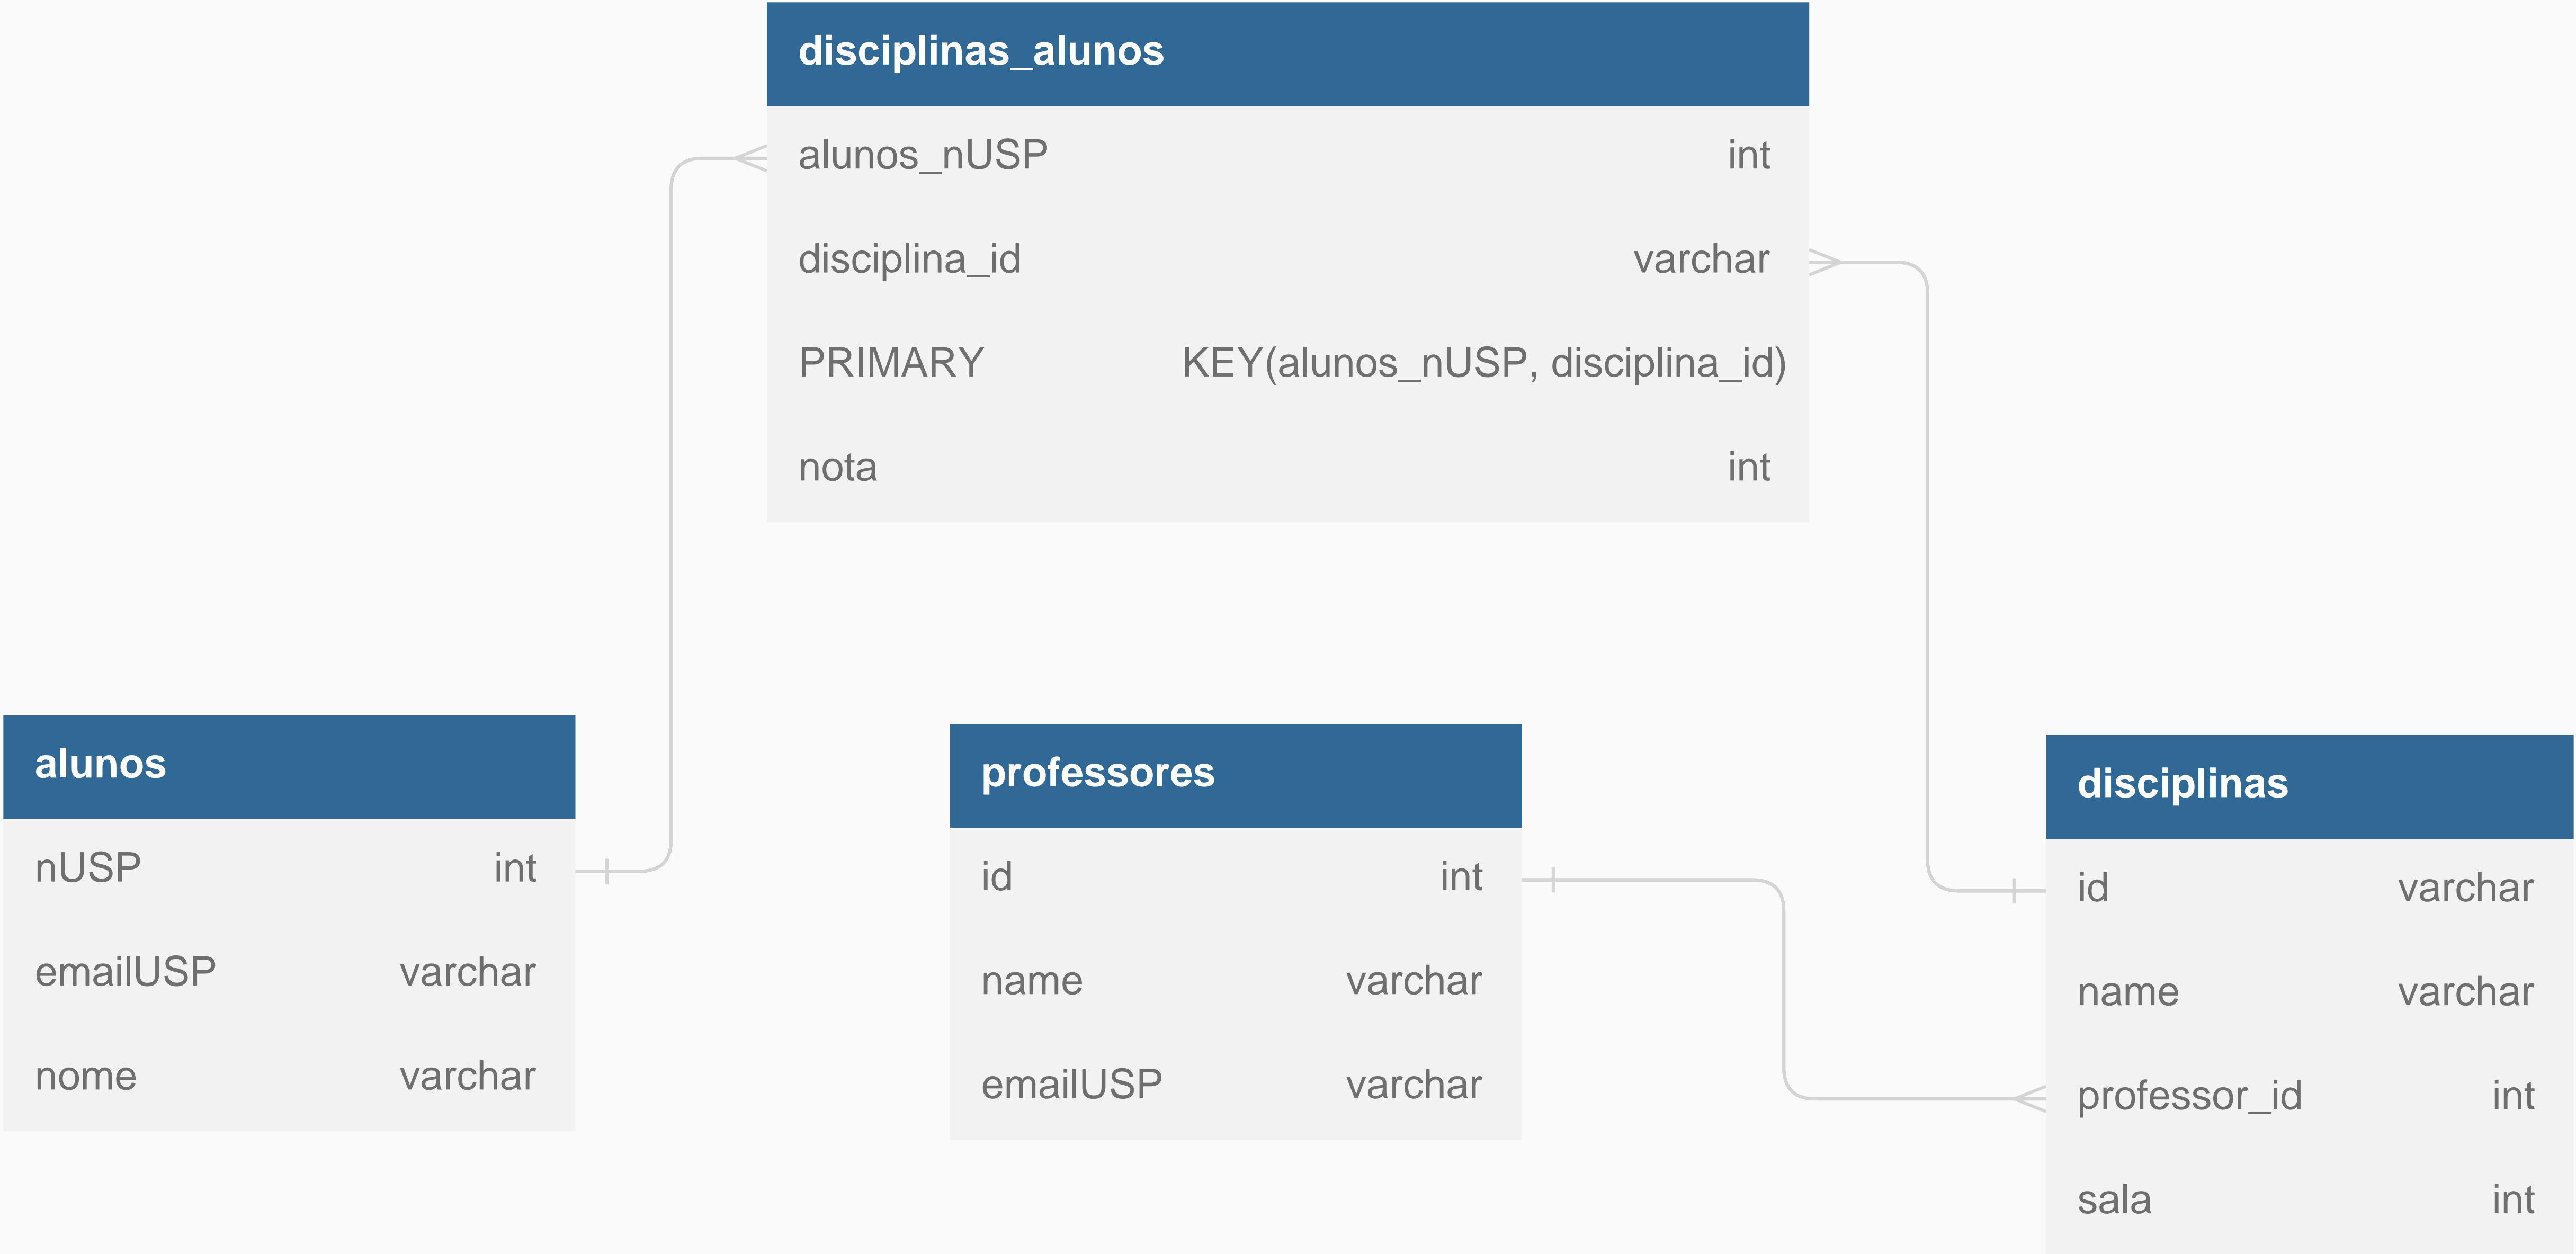 disciplinas_alunos
alunos_nUSP int
disciplina_id varchar
PRIMARY KEY(alunos_nUSP, disciplina_id)
nota int
alunos
nUSP int
emailUSP varchar
nome varchar
professores
id int
name varchar
emailUSP varchar
disciplinas
id varchar
name varchar
professor_id int
sala int